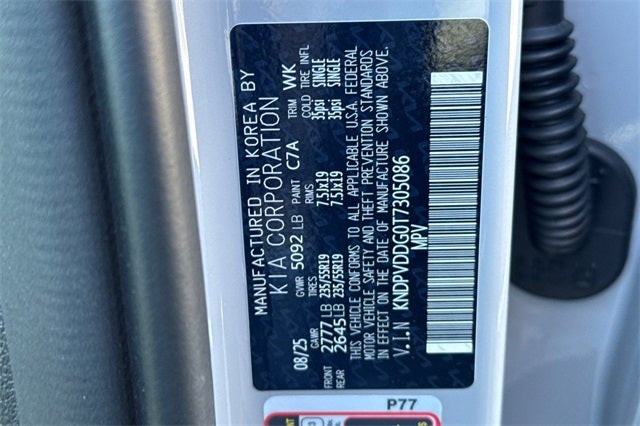 MANUFACTURED IN KOREA BY
KIA CORPORATION
08/25 GVWR 5092 LB PAINT C7A TRIM WK
GAWR TIRES RIMS COLD TIRE INFL
FRONT 2777 LB 235/55R19 7.5Jx19 35psi SINGLE
REAR 2645 LB 235/55R19 7.5Jx19 35psi SINGLE
THIS VEHICLE CONFORMS TO ALL APPLICABLE U.S.A. FEDERAL
MOTOR VEHICLE SAFETY AND THEFT PREVENTION STANDARDS
IN EFFECT ON THE DATE OF MANUFACTURE SHOWN ABOVE.
V.I.N KNDPVDDG0T7305086
MPV
P77